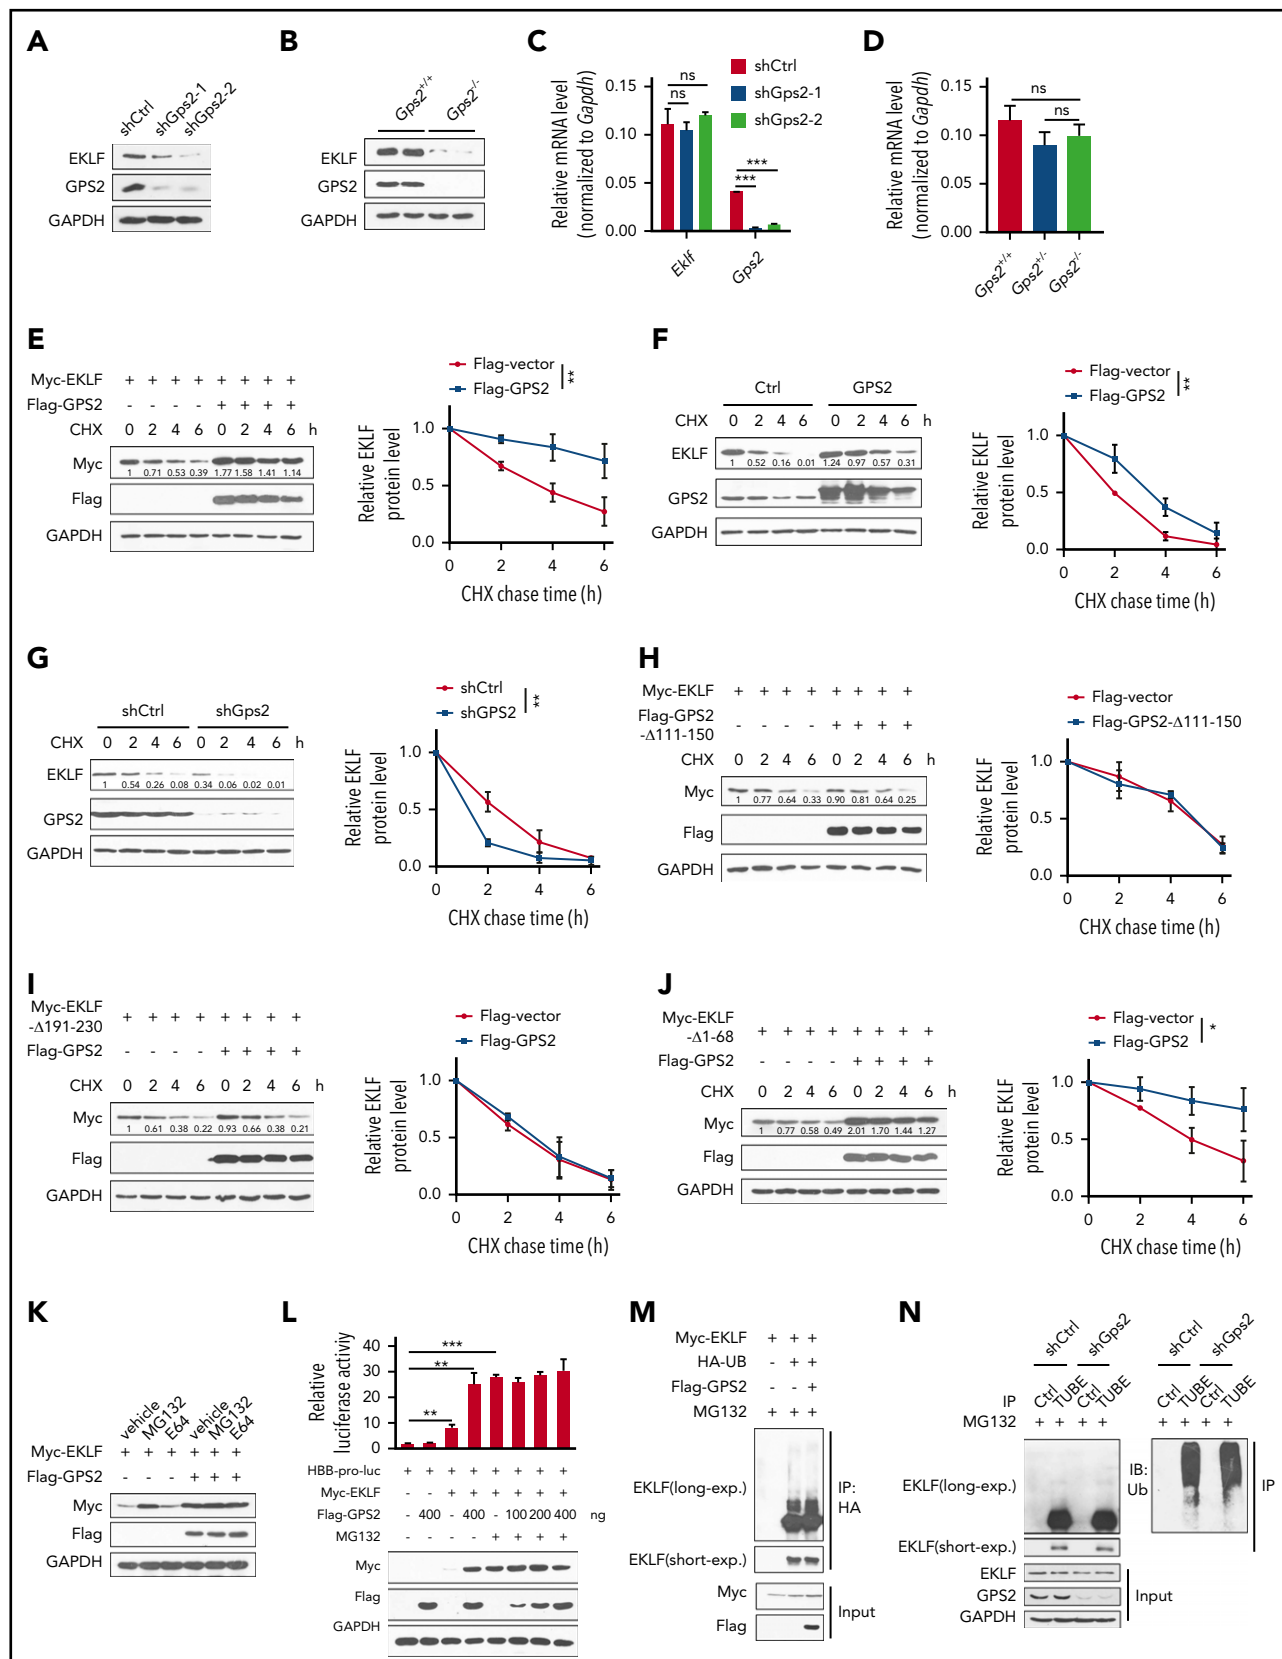 A
shCtrl
shGps2-1
shGps2-2
EKLF
GPS2
GAPDH
B
Gps2+/+
Gps2-/-
EKLF
GPS2
GAPDH
C
Relative mRNA level
(normalized to Gapdh)
0.15
0.10
0.05
0.00
ns
ns
***
***
shCtrl
shGps2-1
shGps2-2
Eklf
Gps2
D
Relative mRNA level
(normalized to Gapdh)
0.15
0.10
0.05
0.00
ns
ns
Gps2+/+
Gps2+/-
Gps2-/-
E
Myc-EKLF + + + + + + + +
Flag-GPS2 - - - - + + + +
CHX 0 2 4 6 0 2 4 6 h
Myc
1 0.71 0.53 0.39 1.77 1.58 1.41 1.14
Flag
GAPDH
Flag-vector
Flag-GPS2
**
Relative EKLF
protein level
1.0
0.5
0.0
0 2 4 6
CHX chase time (h)
F
Ctrl GPS2
CHX 0 2 4 6 0 2 4 6 h
EKLF
1 0.52 0.16 0.01 1.24 0.97 0.57 0.31
GPS2
GAPDH
Flag-vector
Flag-GPS2
**
Relative EKLF
protein level
1.0
0.5
0.0
0 2 4 6
CHX chase time (h)
G
shCtrl shGps2
CHX 0 2 4 6 0 2 4 6 h
EKLF
1 0.54 0.26 0.08 0.34 0.06 0.02 0.01
GPS2
GAPDH
shCtrl
shGPS2
**
Relative EKLF
protein level
1.0
0.5
0.0
0 2 4 6
CHX chase time (h)
H
Myc-EKLF + + + + + + + +
Flag-GPS2
-Δ111-150 - - - - + + + +
CHX 0 2 4 6 0 2 4 6 h
Myc
1 0.77 0.64 0.33 0.90 0.81 0.64 0.25
Flag
GAPDH
Flag-vector
Flag-GPS2-Δ111-150
Relative EKLF
protein level
1.0
0.5
0.0
0 2 4 6
CHX chase time (h)
I
Myc-EKLF
-Δ191-230 + + + + + + + +
Flag-GPS2 - - - - + + + +
CHX 0 2 4 6 0 2 4 6 h
Myc
1 0.61 0.38 0.22 0.93 0.66 0.38 0.21
Flag
GAPDH
Flag-vector
Flag-GPS2
Relative EKLF
protein level
1.0
0.5
0.0
0 2 4 6
CHX chase time (h)
J
Myc-EKLF
-Δ1-68 + + + + + + + +
Flag-GPS2 - - - - + + + +
CHX 0 2 4 6 0 2 4 6 h
Myc
1 0.77 0.58 0.49 2.01 1.70 1.44 1.27
Flag
GAPDH
Flag-vector
Flag-GPS2
*
Relative EKLF
protein level
1.0
0.5
0.0
0 2 4 6
CHX chase time (h)
K
vehicle
MG132
E64
vehicle
MG132
E64
Myc-EKLF + + + + + +
Flag-GPS2 - - - + + +
Myc
Flag
GAPDH
L
Relative
luciferase activiy
40
30
20
10
0
***
**
**
HBB-pro-luc + + + + + + + +
Myc-EKLF + + + + + +
Flag-GPS2 400 400 100 200 400 ng
MG132 + + + +
Myc
Flag
GAPDH
M
Myc-EKLF + + +
HA-UB - + +
Flag-GPS2 - - +
MG132 + + +
EKLF(long-exp.)
IP:
HA
EKLF(short-exp.)
Myc
Input
Flag
N
shCtrl
shGps2
shCtrl
shGps2
IP Ctrl TUBE Ctrl TUBE Ctrl TUBE Ctrl TUBE
MG132 + + + + + + + +
EKLF(long-exp.)
IB:
Ub
IP
EKLF(short-exp.)
EKLF
GPS2
Input
GAPDH